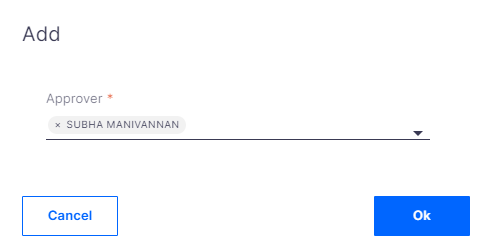 Add
Approver *
× SUBHA MANIVANNAN
Cancel
Ok